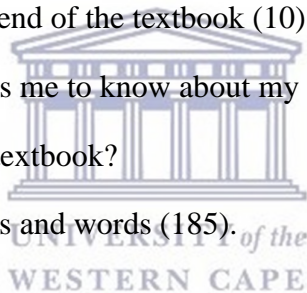 end of the textbook (10)
s me to know about my
extbook?
s and words (185).
UNIVERSITY of the
WESTERN CAPE